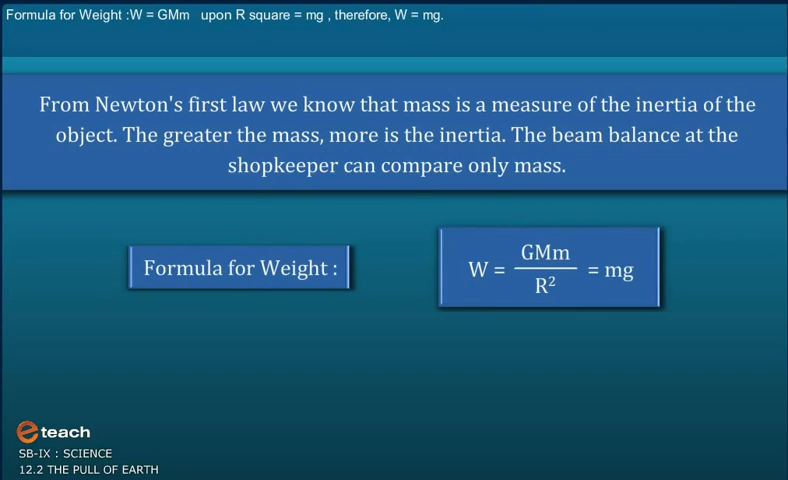 Formula for Weight :W = GMm   upon R square = mg , therefore, W = mg.
From Newton's first law we know that mass is a measure of the inertia of the
object. The greater the mass, more is the inertia. The beam balance at the
shopkeeper can compare only mass.
Formula for Weight :
W = GMm / R² = mg
e teach
SB-IX : SCIENCE
12.2 THE PULL OF EARTH